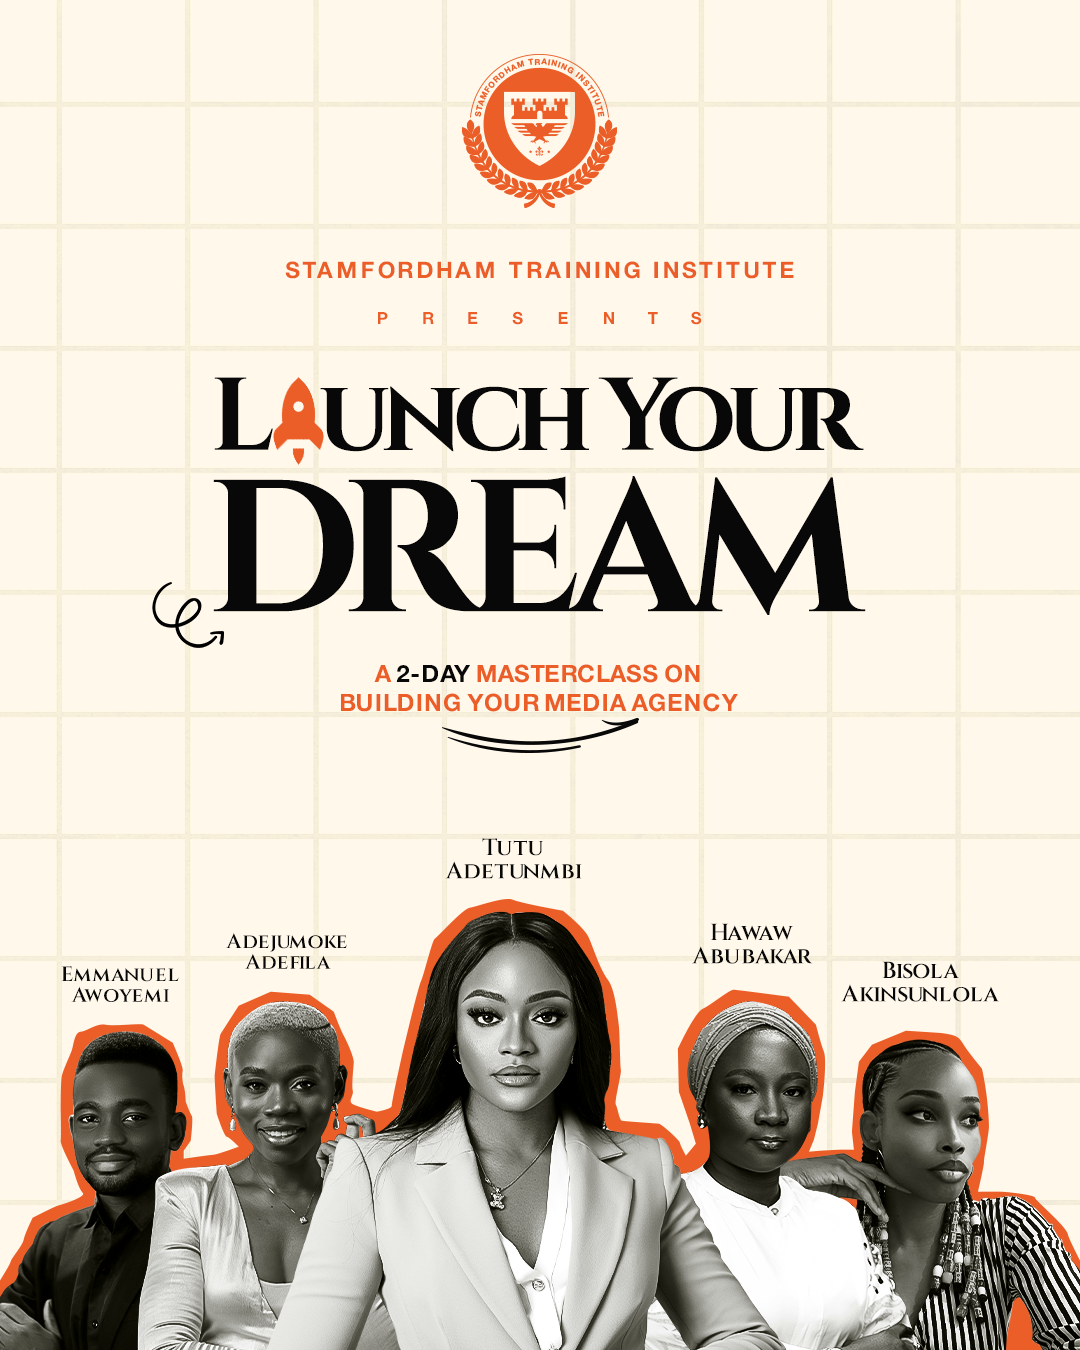 STAMFORDHAM TRAINING INSTITUTE
STAMFORDHAM TRAINING INSTITUTE
PRESENTS
LAUNCH YOUR
DREAM
A 2-DAY MASTERCLASS ON
BUILDING YOUR MEDIA AGENCY
TUTU
ADETUNMBI
HAWAW
ABUBAKAR
ADEJUMOKE
ADEFILA
BISOLA
AKINSUNLOLA
EMMANUEL
AWOYEMI